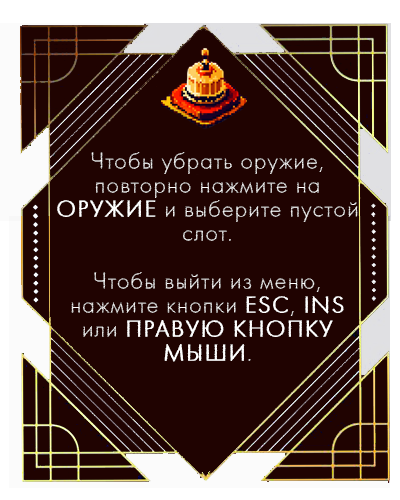 Чтобы убрать оружие,
повторно нажмите на
ОРУЖИЕ и выберите пустой
слот.
Чтобы выйти из меню,
нажмите кнопки ESC, INS
или ПРАВУЮ КНОПКУ
МЫШИ.